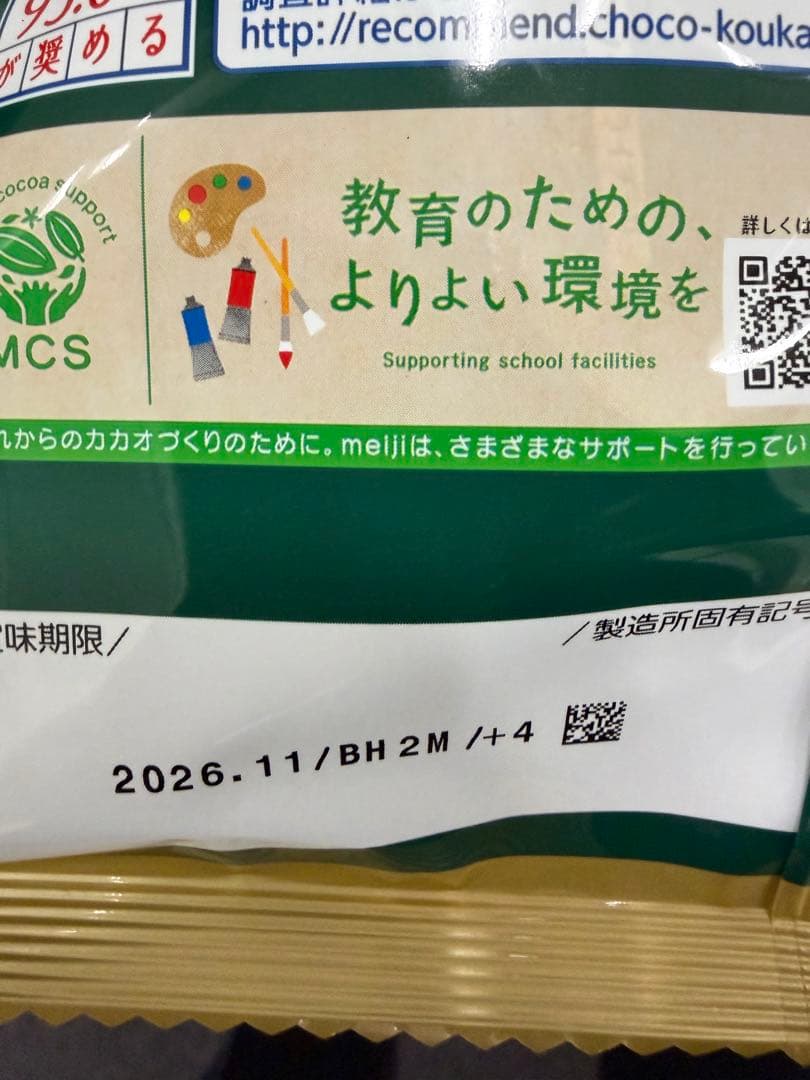 が奨める
http://recommend.choco-kouka
cocoa support
MCS
教育のための、
よりよい環境を
Supporting school facilities
詳しくは
れからのカカオづくりのために。meijiは、さまざまなサポートを行ってい
味期限/
/製造所固有記号
2026.11/BH2M/+4